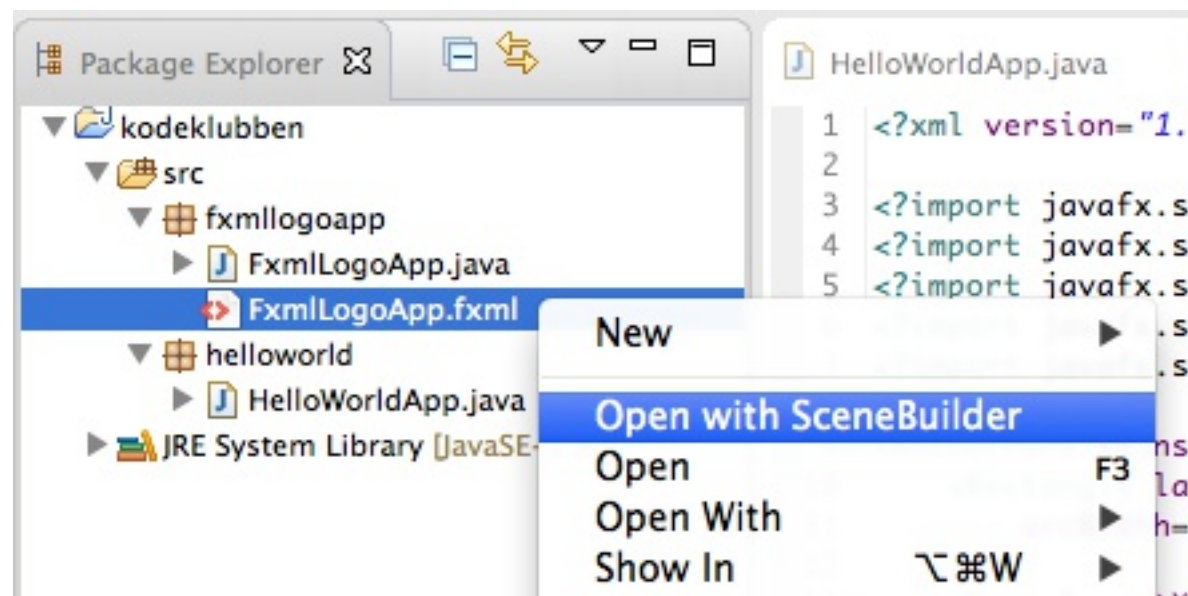 Package Explorer
kodeklubben
src
fxmllogoapp
FxmlLogoApp.java
FxmlLogoApp.fxml
helloworld
HelloWorldApp.java
JRE System Library [JavaSE-
New
Open with SceneBuilder
Open F3
Open With
Show In ⌥⌘W
HelloWorldApp.java
1 <?xml version="1.
2
3 <?import javafx.s
4 <?import javafx.s
5 <?import javafx.s
.s
.s
ns
la
h=